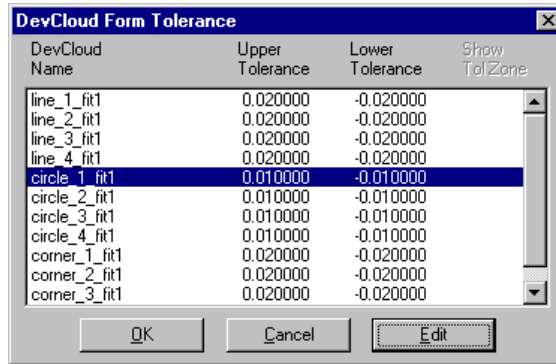 DevCloud Form Tolerance
DevCloud Name Upper Tolerance Lower Tolerance Show Tol Zone
line_1_fit1 0.020000 -0.020000
line_2_fit1 0.020000 -0.020000
line_3_fit1 0.020000 -0.020000
line_4_fit1 0.020000 -0.020000
circle_1_fit1 0.010000 -0.010000
circle_2_fit1 0.010000 -0.010000
circle_3_fit1 0.010000 -0.010000
circle_4_fit1 0.010000 -0.010000
corner_1_fit1 0.020000 -0.020000
corner_2_fit1 0.020000 -0.020000
corner_3_fit1 0.020000 -0.020000
OK Cancel Edit